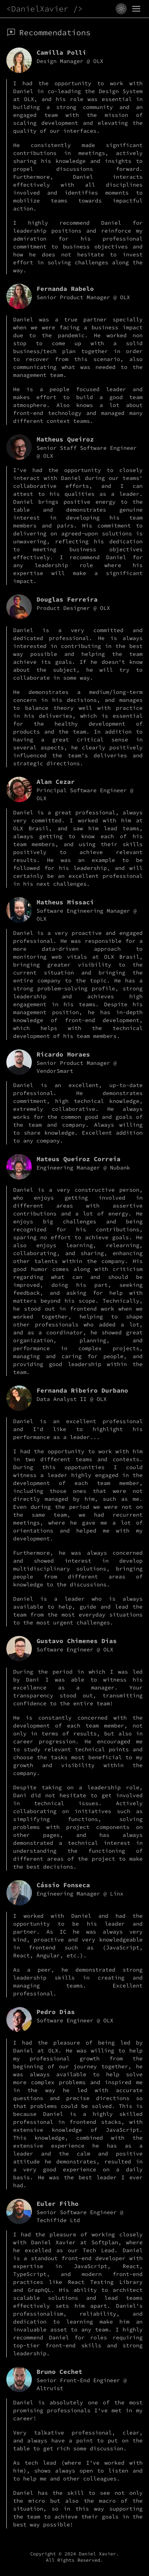 <DanielXavier />
Recommendations
Camilla Polli
Design Manager @ OLX
I had the opportunity to work with
Daniel in co-leading the Design System
at OLX, and his role was essential in
building a strong community and an
engaged team with the mission of
scaling development and elevating the
quality of our interfaces.
He consistently made significant
contributions in meetings, actively
sharing his knowledge and insights to
propel discussions forward.
Furthermore, Daniel interacts
effectively with all disciplines
involved and identifies moments to
mobilize teams towards impactful
action.
I highly recommend Daniel for
leadership positions and reinforce my
admiration for his professional
commitment to business objectives and
how he does not hesitate to invest
effort in solving challenges along the
way.
Fernanda Rabelo
Senior Product Manager @ OLX
Daniel was a true partner specially
when we were facing a business impact
due to the pandemic. He worked non
stop to come up with a solid
business/tech plan together in order
to recover from this scenario, also
communicating what was needed to the
management team.
He is a people focused leader and
makes effort to build a good team
atmosphere. Also knows a lot about
front-end technology and managed many
different context teams.
Matheus Queiroz
Senior Staff Software Engineer
@ OLX
I've had the opportunity to closely
interact with Daniel during our teams'
collaborative efforts, and I can
attest to his qualities as a leader.
Daniel brings positive energy to the
table and demonstrates genuine
interest in developing his team
members and pairs. His commitment to
delivering on agreed-upon solutions is
unwavering, reflecting his dedication
to meeting business objectives
effectively. I recommend Daniel for
any leadership role where his
expertise will make a significant
impact.
Douglas Ferreira
Product Designer @ OLX
Daniel is a very committed and
dedicated professional. He is always
interested in contributing in the best
way possible and helping the team
achieve its goals. If he doesn't know
about the subject, he will try to
collaborate in some way.
He demonstrates a medium/long-term
concern in his decisions, and manages
to balance theory well with practice
in his deliveries, which is essential
for the healthy development of
products and the team. In addition to
having a great critical sense in
several aspects, he clearly positively
influenced the team's deliveries and
strategic directions.
Alan Cezar
Principal Software Engineer @
OLX
Daniel is a great professional, always
very committed. I worked with him at
OLX Brasil, and saw him lead teams,
always getting to know each of his
team members, and using their skills
positively to achieve relevant
results. He was an example to be
followed for his leadership, and will
certainly be an excellent professional
in his next challenges.
Matheus Missaci
Software Engineering Manager @
OLX
Daniel is a very proactive and engaged
professional. He was responsible for a
more data-driven approach to
monitoring web vitals at OLX Brasil,
bringing greater visibility to the
current situation and bringing the
entire company to the topic. He has a
strong problem-solving profile, strong
leadership and achieves high
engagement in his teams. Despite his
management position, he has in-depth
knowledge of front-end development,
which helps with the technical
development of his team members.
Ricardo Moraes
Senior Product Manager @
VendorSmart
Daniel is an excellent, up-to-date
professional. He demonstrates
commitment, high technical knowledge,
extremely collaborative. He always
works for the common good and goals of
the team and company. Always willing
to share knowledge. Excellent addition
to any company.
Mateus Queiroz Correia
Engineering Manager @ Nubank
Daniel is a very constructive person,
who enjoys getting involved in
different areas with assertive
contributions and a lot of energy. He
enjoys big challenges and being
recognized for his contributions,
sparing no effort to achieve goals. He
also enjoys learning, relearning,
collaborating, and sharing, enhancing
other talents within the company. His
good humor comes along with criticism
regarding what can and should be
improved, doing his part, seeking
feedback, and asking for help with
matters beyond his scope. Technically,
he stood out in frontend work when we
worked together, helping to shape
other professionals who added a lot,
and as a coordinator, he showed great
organization, planning, and
performance in complex projects,
managing and caring for people, and
providing good leadership within the
team.
Fernanda Ribeiro Durbano
Data Analyst II @ OLX
Daniel is an excellent professional
and I'd like to highlight his
performance as a leader...
I had the opportunity to work with him
in two different teams and contexts.
During this opportunities I could
witness a leader highly engaged in the
development of each team member,
including those ones that were not
directly managed by him, such as me.
Even during the period we were not on
the same team, we had recurrent
meetings, where he gave me a lot of
orientations and helped me with my
development.
Furthermore, he was always concerned
and showed interest in develop
multidisciplinary solutions, bringing
people from different areas of
knowledge to the discussions.
Daniel is a leader who is always
available to help, guide and lead the
team from the most everyday situations
to the most urgent challenges.
Gustavo Chimenes Dias
Software Engineer @ OLX
During the period in which I was led
by Dani I was able to witness his
excellence as a manager. Your
transparency stood out, transmitting
confidence to the entire team!
He is constantly concerned with the
development of each team member, not
only in terms of results, but also in
career progression. He encouraged me
to study relevant technical points and
choose the tasks most beneficial to my
growth and visibility within the
company.
Despite taking on a leadership role,
Dani did not hesitate to get involved
in technical issues. Actively
collaborating on initiatives such as
simplifying functions, solving
problems with project components on
other pages, and has always
demonstrated a technical interest in
understanding the functioning of
different areas of the project to make
the best decisions.
Cássio Fonseca
Engineering Manager @ Linx
I worked with Daniel and had the
opportunity to be his leader and
partner. As IC he was always very
kind, proactive and very knowledgeable
in frontend such as (JavaScript,
React, Angular, etc.).
As a peer, he demonstrated strong
leadership skills in creating and
managing teams. Excellent
professional.
Pedro Dias
Software Engineer @ OLX
I had the pleasure of being led by
Daniel at OLX. He was willing to help
my professional growth from the
beginning of our journey together, he
was always available to help solve
more complex problems and inspired me
in the way he led with accurate
questions and precise directions so
that problems could be solved. This is
because Daniel is a highly skilled
professional in frontend stacks, with
extensive knowledge of JavaScript.
This knowledge, combined with the
extensive experience he has as a
leader and the calm and positive
attitude he demonstrates, resulted in
a very good experience on a daily
basis. He was the best leader I ever
had.
Euler Filho
Senior Software Engineer @
TechFide Ltd
I had the pleasure of working closely
with Daniel Xavier at Softplan, where
he excelled as our Tech Lead. Daniel
is a standout front-end developer with
expertise in JavaScript, React,
TypeScript, and modern front-end
practices like React Testing Library
and GraphQL. His ability to architect
scalable solutions and lead teams
effectively sets him apart. Daniel's
professionalism, reliability, and
dedication to learning make him an
invaluable asset to any team. I highly
recommend Daniel for roles requiring
top-tier front-end skills and strong
leadership.
Bruno Cechet
Senior Front-End Engineer @
Altruist
Daniel is absolutely one of the most
promising professionals I've met in my
career!
Very talkative professional, clear,
and always have a point to put on the
table to get rich some discussion.
As tech lead (where I've worked with
him), shows always open to listen and
to help me and other colleagues.
Daniel has the skill to see not only
the micro but also the macro of the
situation, so in this way supporting
the team to achieve their goals in the
best way possible!
Copyright © 2024 Daniel Xavier.
All Rights Reserved.